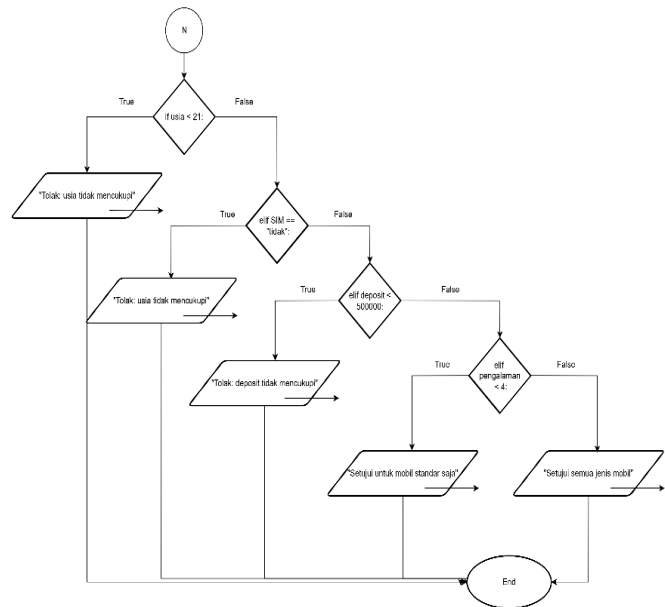 N
if usia < 21:
True
False
"Tolak: usia tidak mencukupi"
elif SIM ==
"tidak":
True
False
"Tolak: usia tidak mencukupi"
elif deposit <
500000:
True
False
"Tolak: deposit tidak mencukupi"
elif
pengalaman
< 4:
True
False
"Setujui untuk mobil standar saja"
"Setujui semua jenis mobil"
End